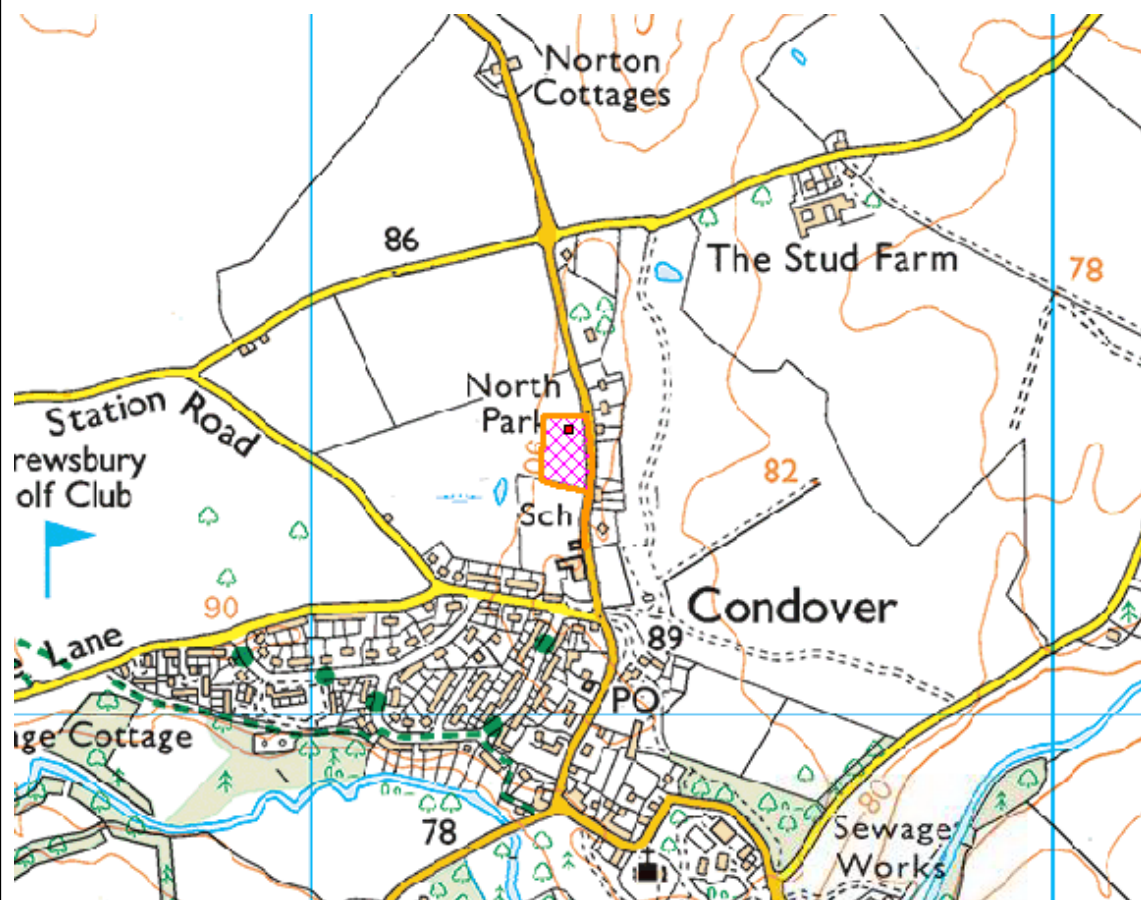 Norton
Cottages
86
The Stud Farm
78
Station Road
North
Park
90
rewsbury
olf Club
82
Sch
Condover
90
89
Lane
PO
age Cottage
78
80
Sewage
Works